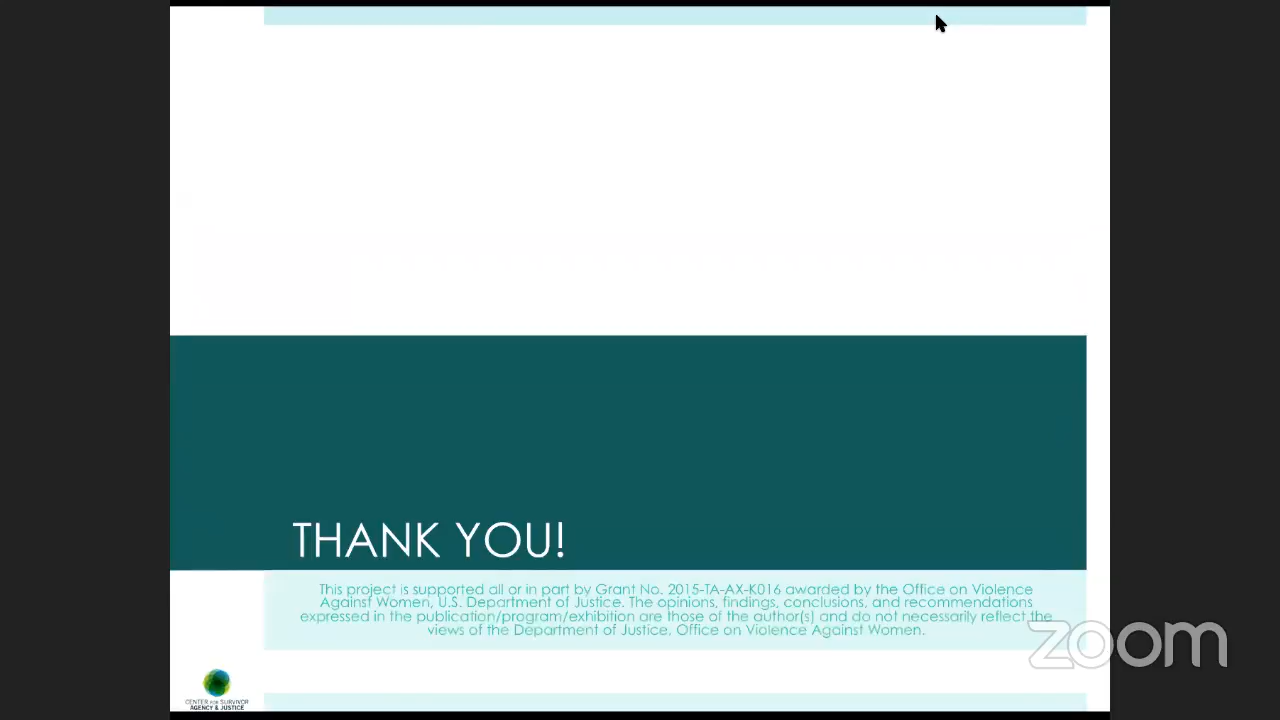 THANK YOU!
This project is supported all or in part by Grant No. 2015-TA-AX-K016 awarded by the Office on Violence
Against Women, U.S. Department of Justice. The opinions, findings, conclusions, and recommendations
expressed in the publication/program/exhibition are those of the author(s) and do not necessarily reflect the
views of the Department of Justice, Office on Violence Against Women.
zoom
CENTER FOR SURVIVOR
AGENCY & JUSTICE